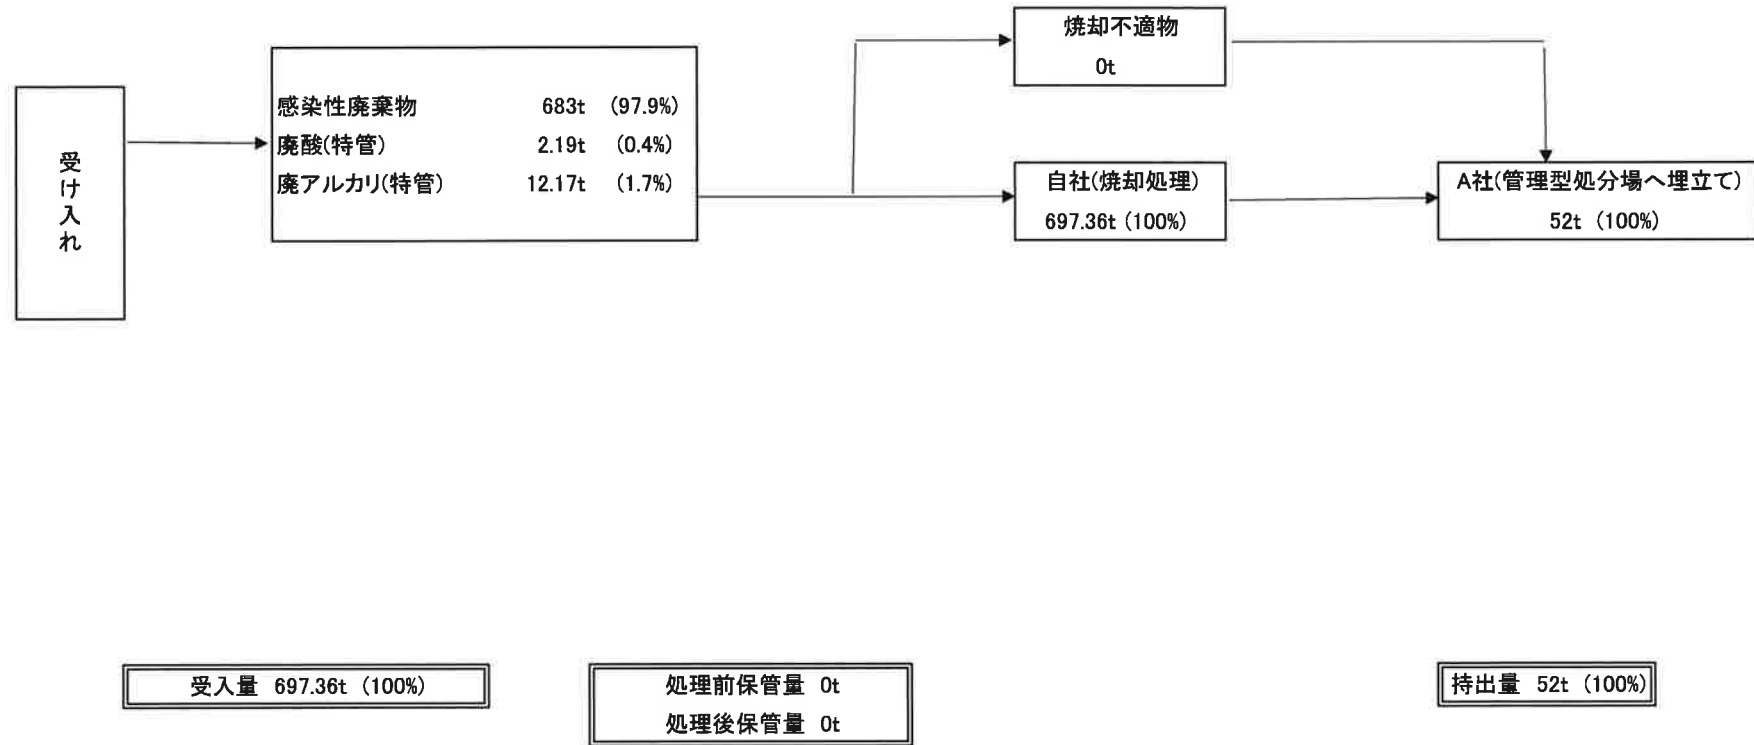 受け入れ
感染性廃棄物 683t (97.9%)
廃酸(特管) 2.19t (0.4%)
廃アルカリ(特管) 12.17t (1.7%)
焼却不適物
0t
自社(焼却処理)
697.36t (100%)
A社(管理型処分場へ埋立て)
52t (100%)
受入量 697.36t (100%)
処理前保管量 0t
処理後保管量 0t
持出量 52t (100%)